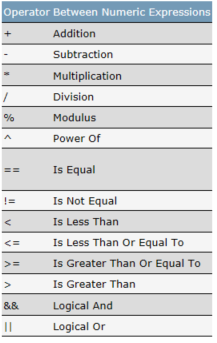 Operator Between Numeric Expressions
+ Addition
- Subtraction
* Multiplication
/ Division
% Modulus
^ Power Of
== Is Equal
!= Is Not Equal
< Is Less Than
<= Is Less Than Or Equal To
>= Is Greater Than Or Equal To
> Is Greater Than
&& Logical And
|| Logical Or